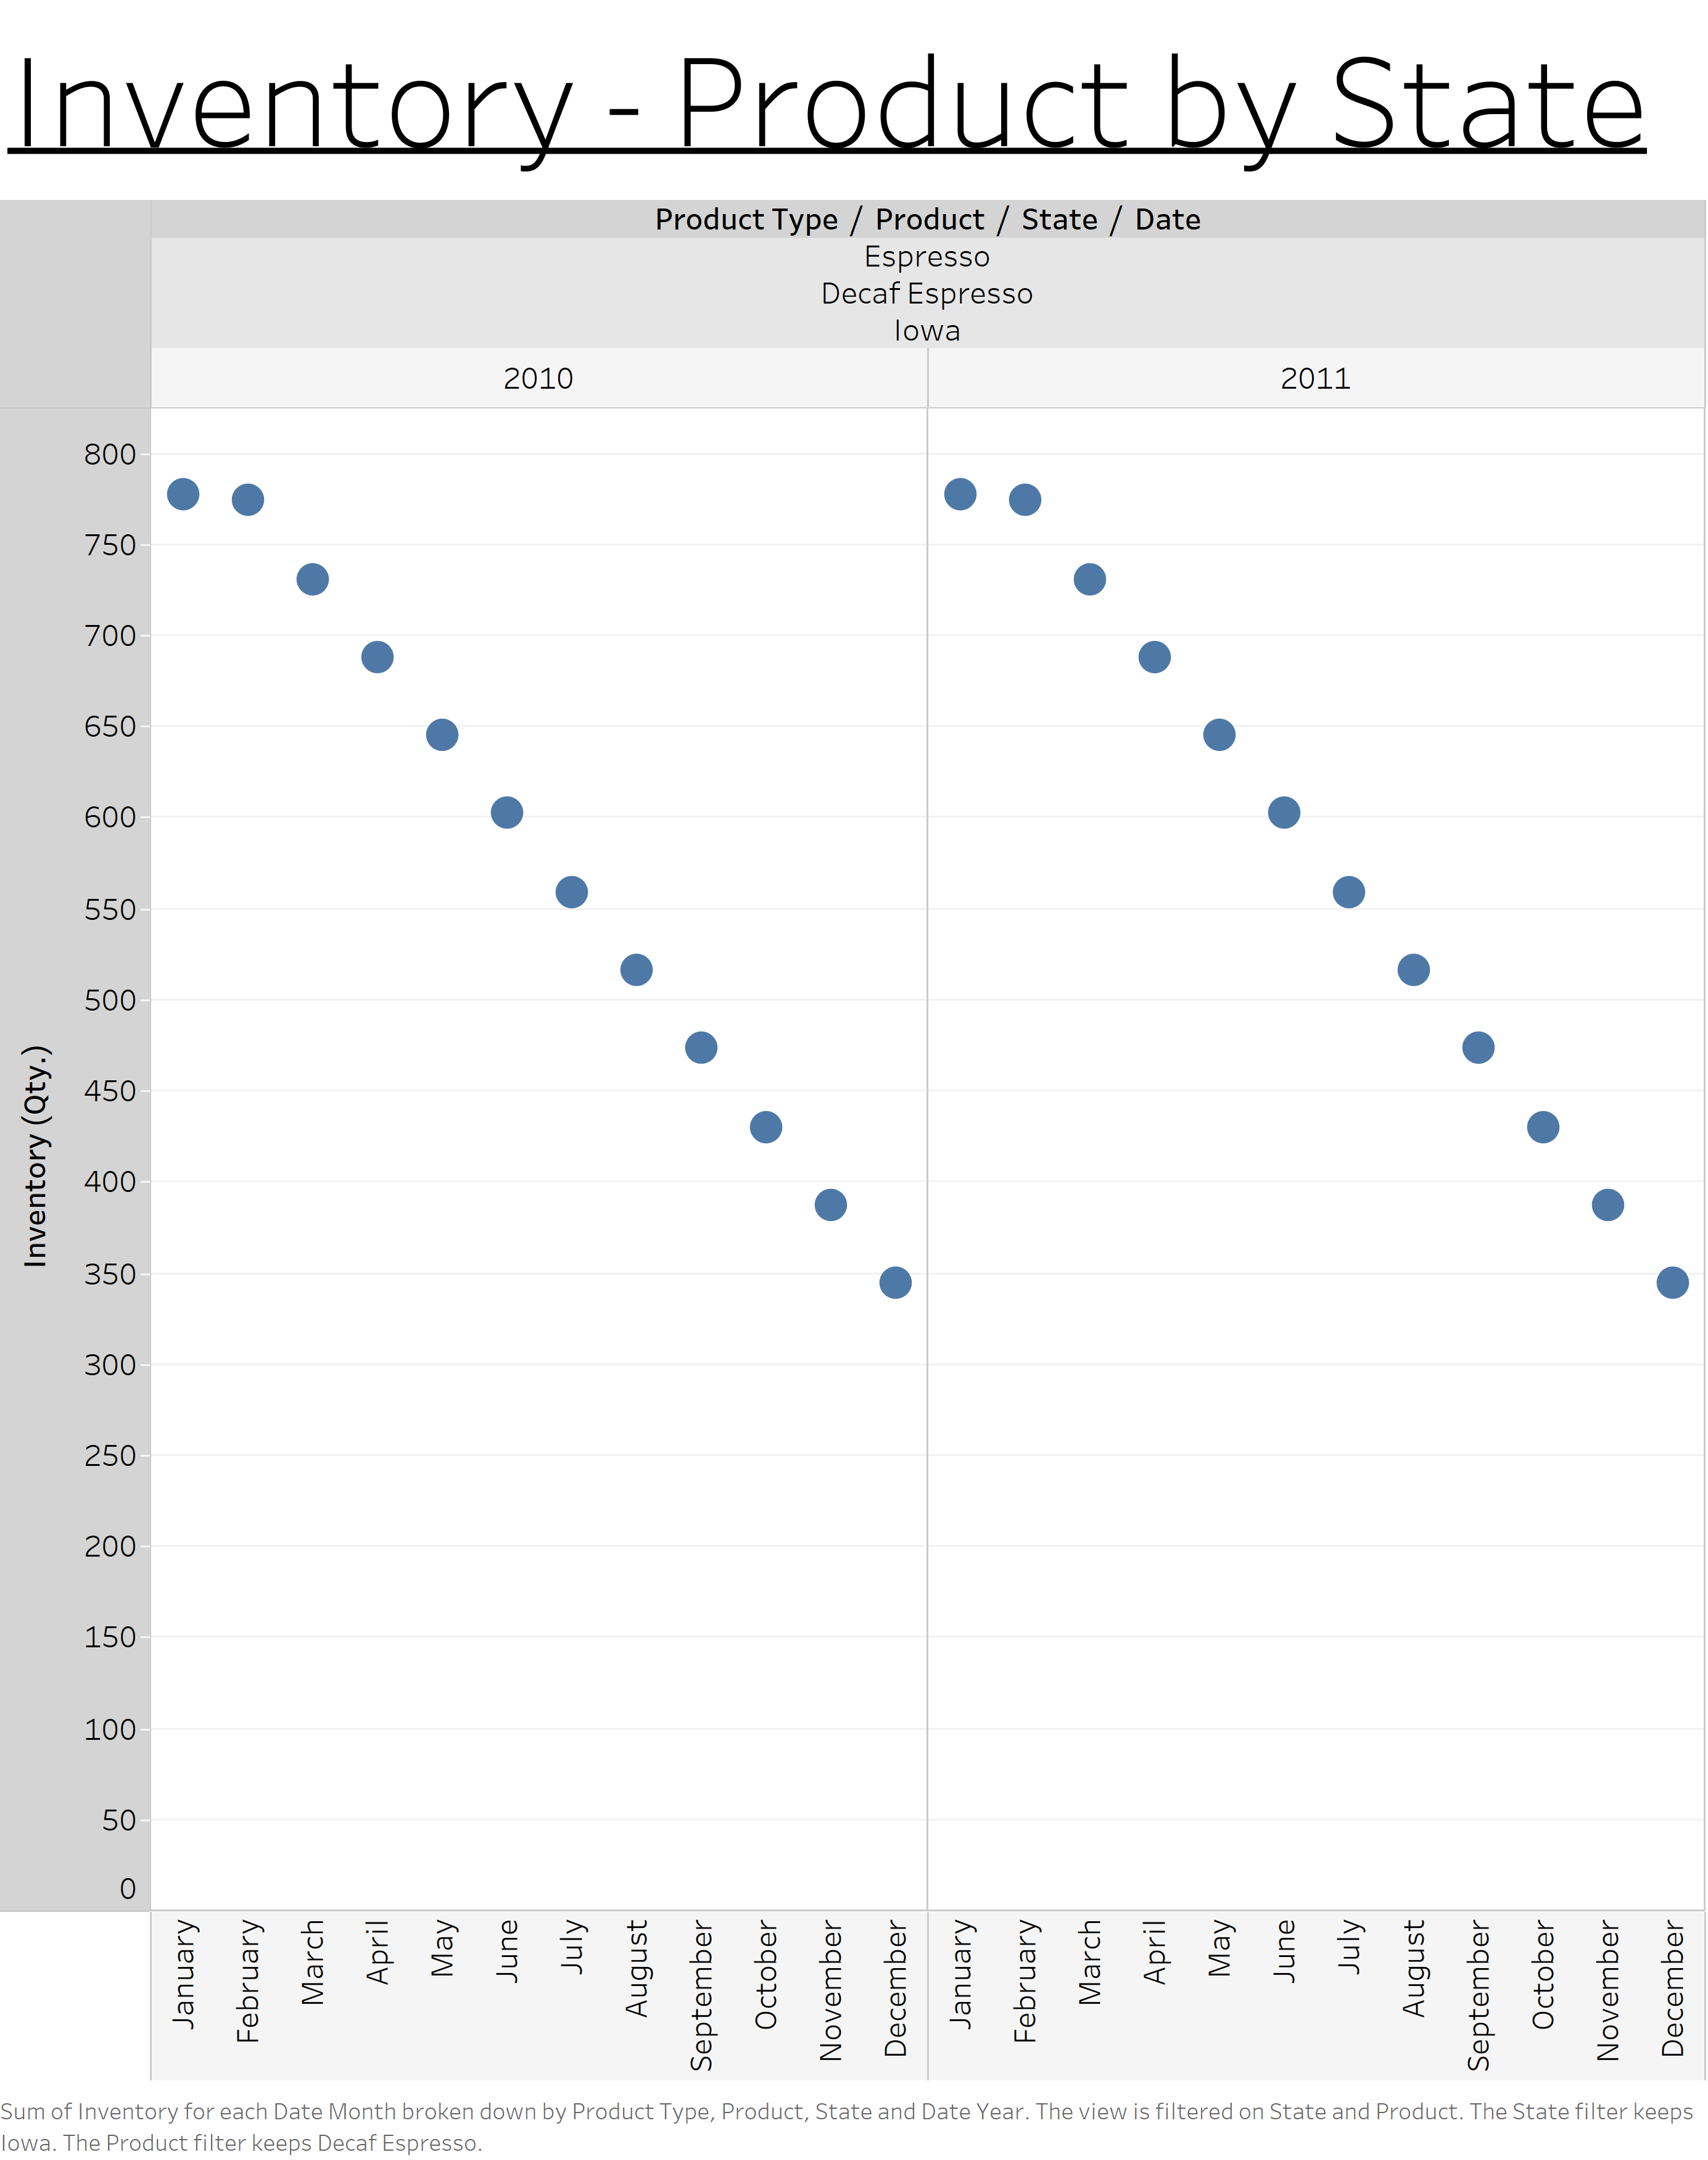 Inventory - Product by State
Product Type / Product / State / Date
Espresso
Decaf Espresso
Iowa
2010 2011
800
750
700
650
600
550
500
450
400
350
300
250
200
150
100
50
0
Inventory (Qty.)
January February March April May June July August September October November December January February March April May June July August September October November December
Sum of Inventory for each Date Month broken down by Product Type, Product, State and Date Year. The view is filtered on State and Product. The State filter keeps
Iowa. The Product filter keeps Decaf Espresso.